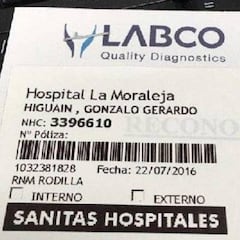 LABCO
Quality Diagnostics
Hospital La Moraleja
HIGUAIN , GONZALO GERARDO
NHC: 3396610
RECONO
Nº Póliza:
1032381828 Fecha: 22/07/2016
RNM RODILLA
INTERNO EXTERNO
SANITAS HOSPITALES